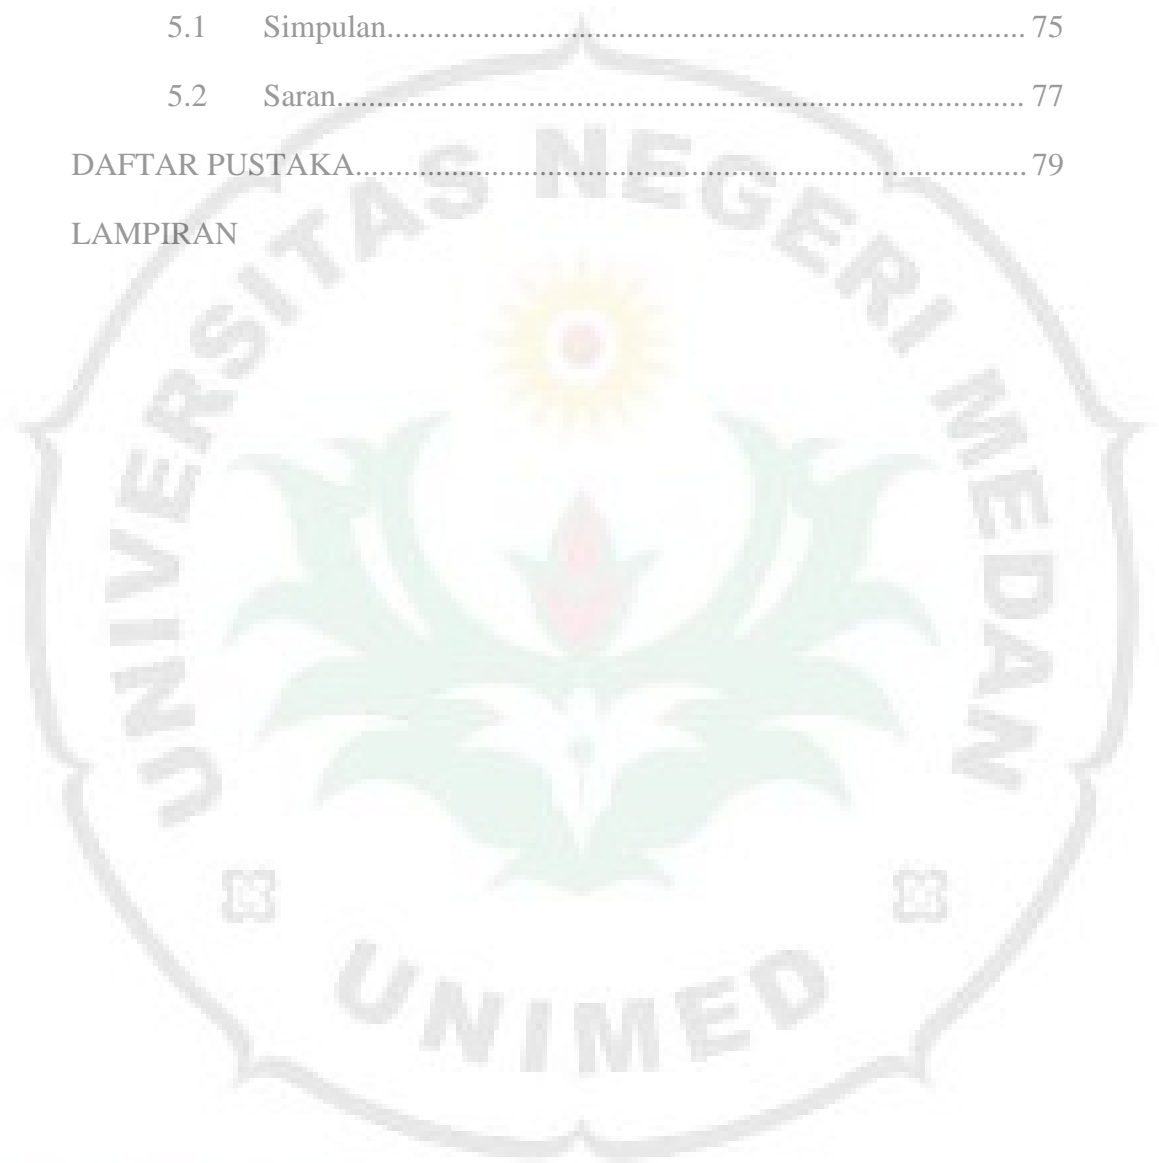 5.1 Simpulan................................................................................ 75
5.2 Saran...................................................................................... 77
DAFTAR PUSTAKA................................................................................... 79
LAMPIRAN
UNIVERSITAS NEGERI MEDAN
UNIMED